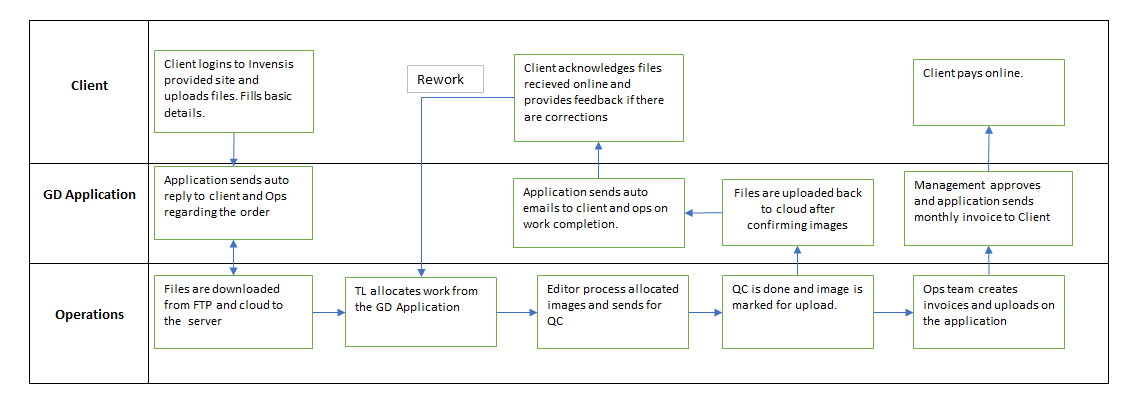 Client
Client logins to Invensis
provided site and
uploads files. Fills basic
details.
Rework
Client acknowledges files
recieved online and
provides feedback if there
are corrections
Client pays online.
GD Application
Application sends auto
reply to client and Ops
regarding the order
Application sends auto
emails to client and ops on
work completion.
Files are uploaded back
to cloud after
confirming images
Management approves
and application sends
monthly invoice to Client
Operations
Files are downloaded
from FTP and cloud to
the server
TL allocates work from
the GD Application
Editor process allocated
images and sends for
QC
QC is done and image is
marked for upload.
Ops team creates
invoices and uploads on
the application